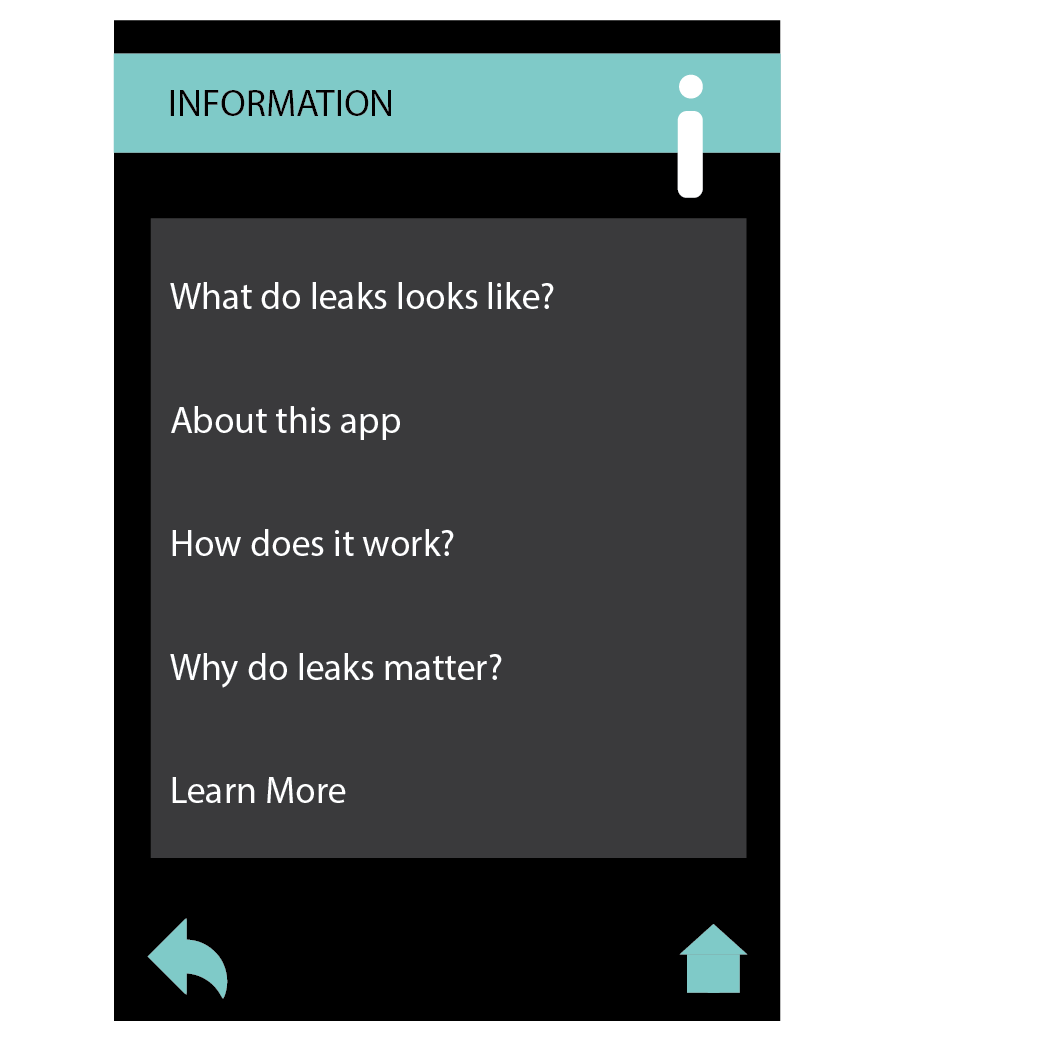 INFORMATION
What do leaks looks like?
About this app
How does it work?
Why do leaks matter?
Learn More